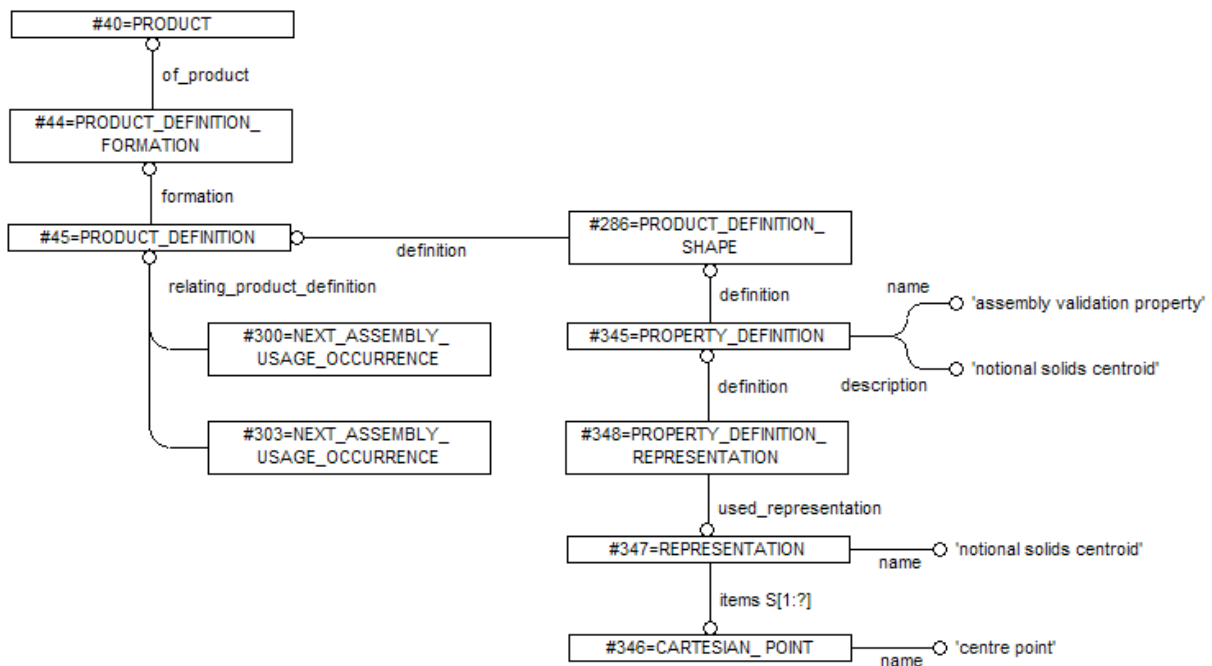 #40=PRODUCT
of_product
#44=PRODUCT_DEFINITION_
FORMATION
formation
#45=PRODUCT_DEFINITION
definition
#286=PRODUCT_DEFINITION_
SHAPE
relating_product_definition
definition
name
'assembly validation property'
#300=NEXT_ASSEMBLY_
USAGE_OCCURRENCE
#345=PROPERTY_DEFINITION
'notional solids centroid'
description
definition
#303=NEXT_ASSEMBLY_
USAGE_OCCURRENCE
#348=PROPERTY_DEFINITION_
REPRESENTATION
used_representation
#347=REPRESENTATION
name
'notional solids centroid'
items S[1:?]
#346=CARTESIAN_ POINT
name
'centre point'